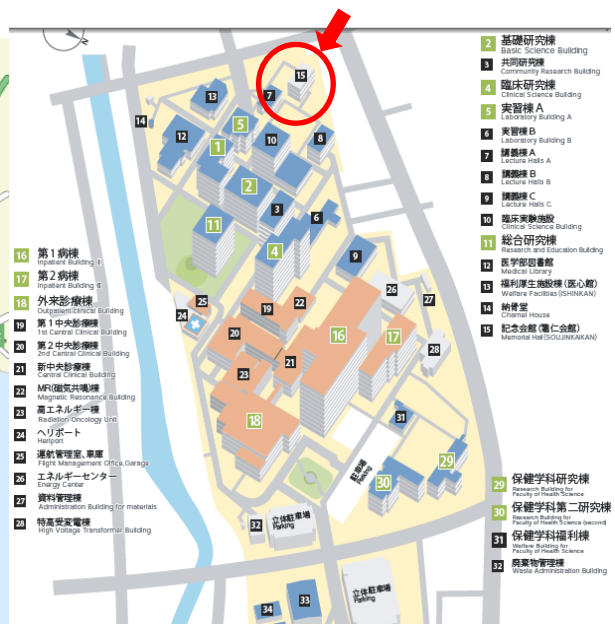 N
2 基礎研究棟
Basic Science Building
3 共同研究棟
Community Research Building
4 臨床研究棟
Clinical Science Building
5 実習棟A
Laboratory Building A
6 実習棟B
Laboratory Building B
7 講義棟A
Lecture Halls A
8 講義棟B
Lecture Halls B
9 講義棟C
Lecture Halls C
10 臨床実験施設
Clinical Science Building
11 総合研究棟
Research and Education Building
12 医学部図書館
Medical Library
13 福利厚生施設棟(医心館)
Welfare Facilities (ISHINKAN)
14 納骨堂
Charnel House
15 記念会館(霜仁会館)
Memorial Hall (SOUJINKAIKAN)
16 第1病棟
Inpatient Building II
17 第2病棟
Inpatient Building III
18 外来診療棟
Outpatient Clinical Building
19 第1中央診療棟
1st Central Clinical Building
20 第2中央診療棟
2nd Central Clinical Building
21 新中央診療棟
Central Clinical Building
22 MR(磁気共鳴)棟
Magnetic Resonance Building
23 高エネルギー棟
Radiation Oncology Unit
24 ヘリポート
Heriport
25 運航管理室、車庫
Flight Management Office,Garage
26 エネルギーセンター
Energy Center
27 資料管理棟
Administration Building for materials
28 特高受変電棟
High Voltage Transformer Building
29 保健学科研究棟
Research Building for
Faculty of Health Science
30 保健学科第二研究棟
Research Building for
Faculty of Health Science (second)
31 保健学科福利棟
Welfare Building for
Faculty of Health Science
32 廃棄物管理棟
Waste Administration Building
15
7
13
14
5
12
10
8
1
2
3
6
11
4
9
25
24
22
19
26
27
20
16
17
28
21
23
31
18
29
駐車場
Parking
30
32
立体駐車場
Parking
立体駐車場
Parking
33
34